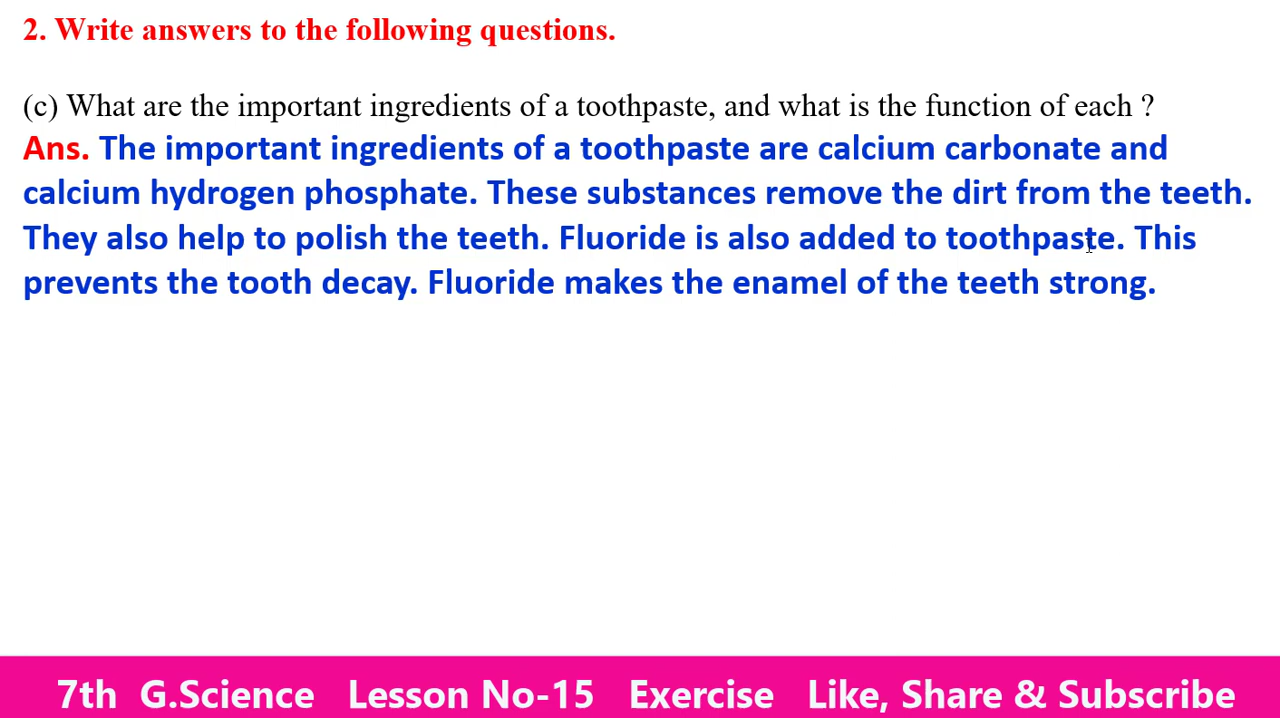 2. Write answers to the following questions.
(c) What are the important ingredients of a toothpaste, and what is the function of each ?
Ans. The important ingredients of a toothpaste are calcium carbonate and
calcium hydrogen phosphate. These substances remove the dirt from the teeth.
They also help to polish the teeth. Fluoride is also added to toothpaste. This
prevents the tooth decay. Fluoride makes the enamel of the teeth strong.
7th G.Science Lesson No-15 Exercise Like, Share & Subscribe